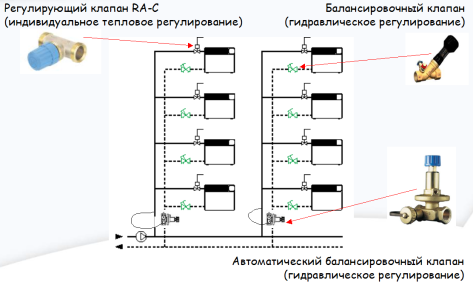 Регулирующий клапан RA-C
(индивидуальное тепловое регулирование)
Балансировочный клапан
(гидравлическое регулирование)
Автоматический балансировочный клапан
(гидравлическое регулирование)